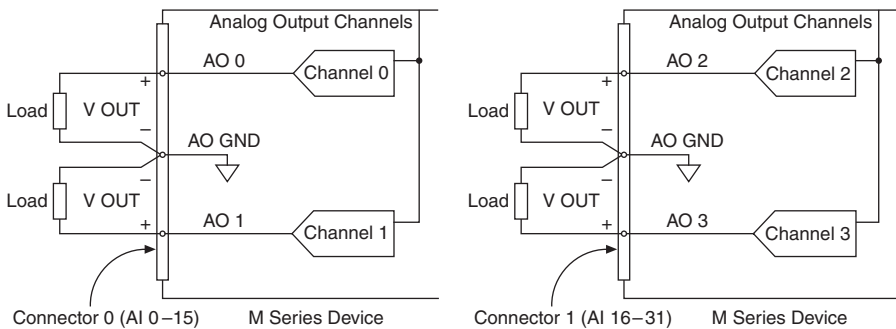 Analog Output Channels
AO 0
Channel 0
+
Load
V OUT
–
AO GND
–
Load
V OUT
+
AO 1
Channel 1
Connector 0 (AI 0–15)
M Series Device
Analog Output Channels
AO 2
Channel 2
+
Load
V OUT
–
AO GND
–
Load
V OUT
+
AO 3
Channel 3
Connector 1 (AI 16–31)
M Series Device